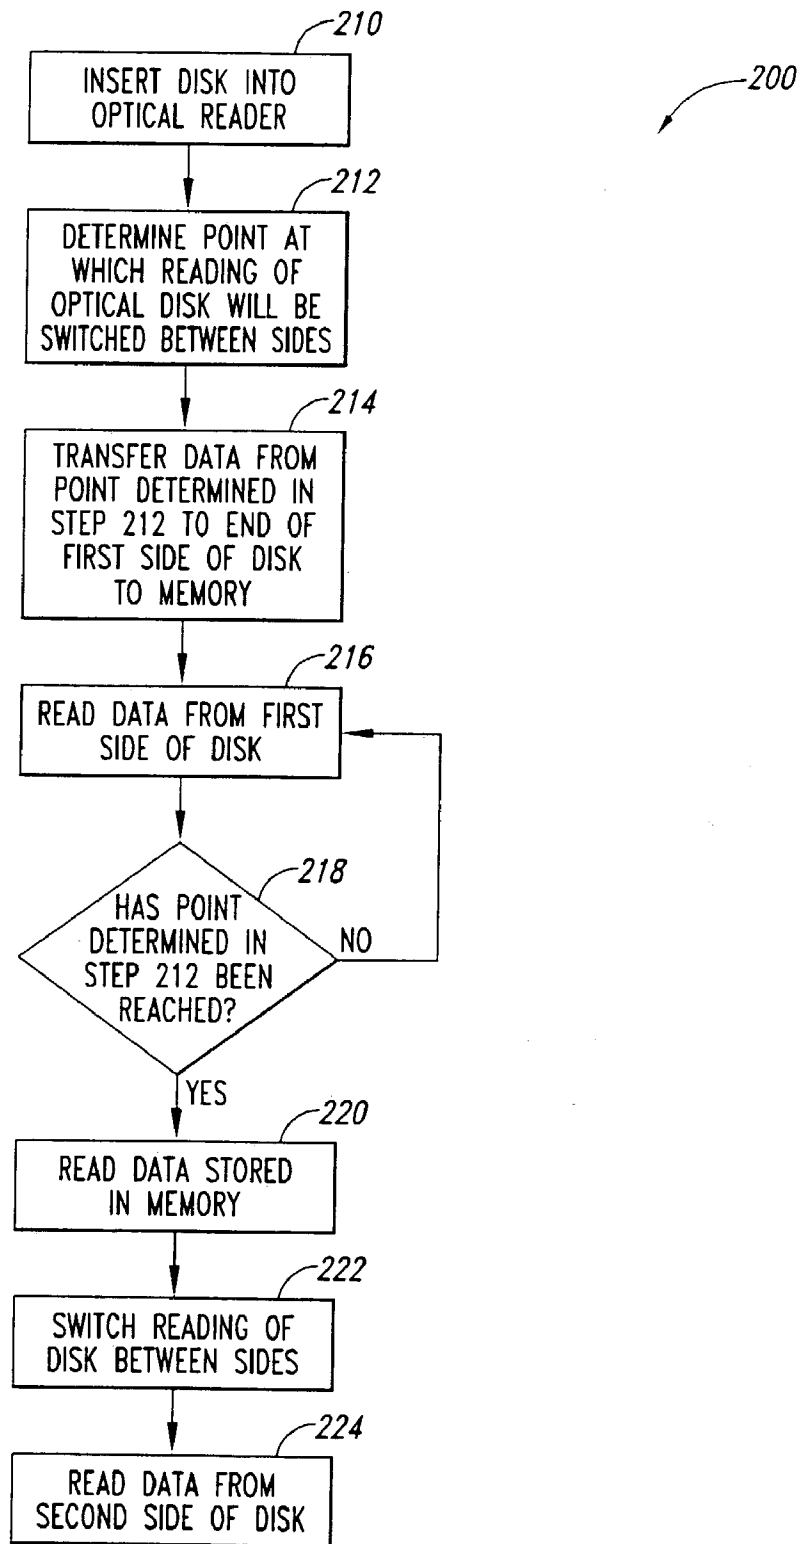 210
INSERT DISK INTO
OPTICAL READER
200
212
DETERMINE POINT AT
WHICH READING OF
OPTICAL DISK WILL BE
SWITCHED BETWEEN SIDES
214
TRANSFER DATA FROM
POINT DETERMINED IN
STEP 212 TO END OF
FIRST SIDE OF DISK
TO MEMORY
216
READ DATA FROM FIRST
SIDE OF DISK
218
HAS POINT
DETERMINED IN
STEP 212 BEEN
REACHED?
NO
YES
220
READ DATA STORED
IN MEMORY
222
SWITCH READING OF
DISK BETWEEN SIDES
224
READ DATA FROM
SECOND SIDE OF DISK